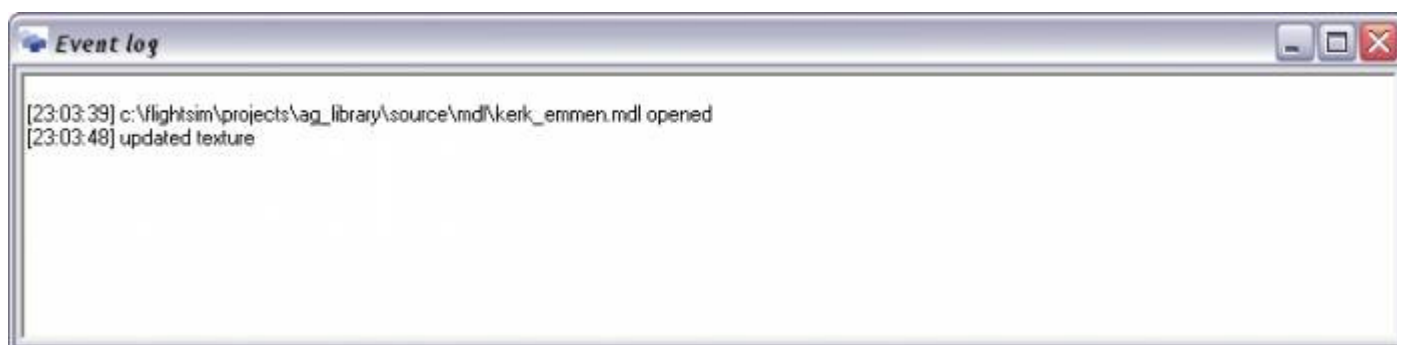 Event log
[23:03:39] c:\flightsim\projects\ag_library\source\mdl\kerk_emmen.mdl opened
[23:03:48] updated texture